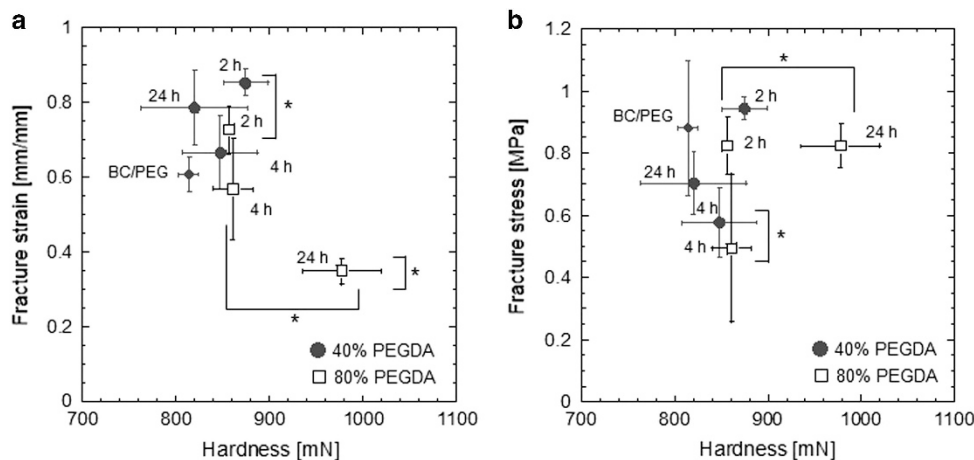 a
Fracture strain [mm/mm]
1
0.8
0.6
0.4
0.2
0
700
800
900
1000
1100
Hardness [mN]
2 h
24 h
*
2 h
4 h
BC/PEG
4 h
24 h
*
*
40% PEGDA
80% PEGDA
b
Fracture stress [MPa]
1.2
1
0.8
0.6
0.4
0.2
0
700
800
900
1000
1100
Hardness [mN]
*
2 h
BC/PEG
2 h
24 h
24 h
4 h
4 h
*
40% PEGDA
80% PEGDA